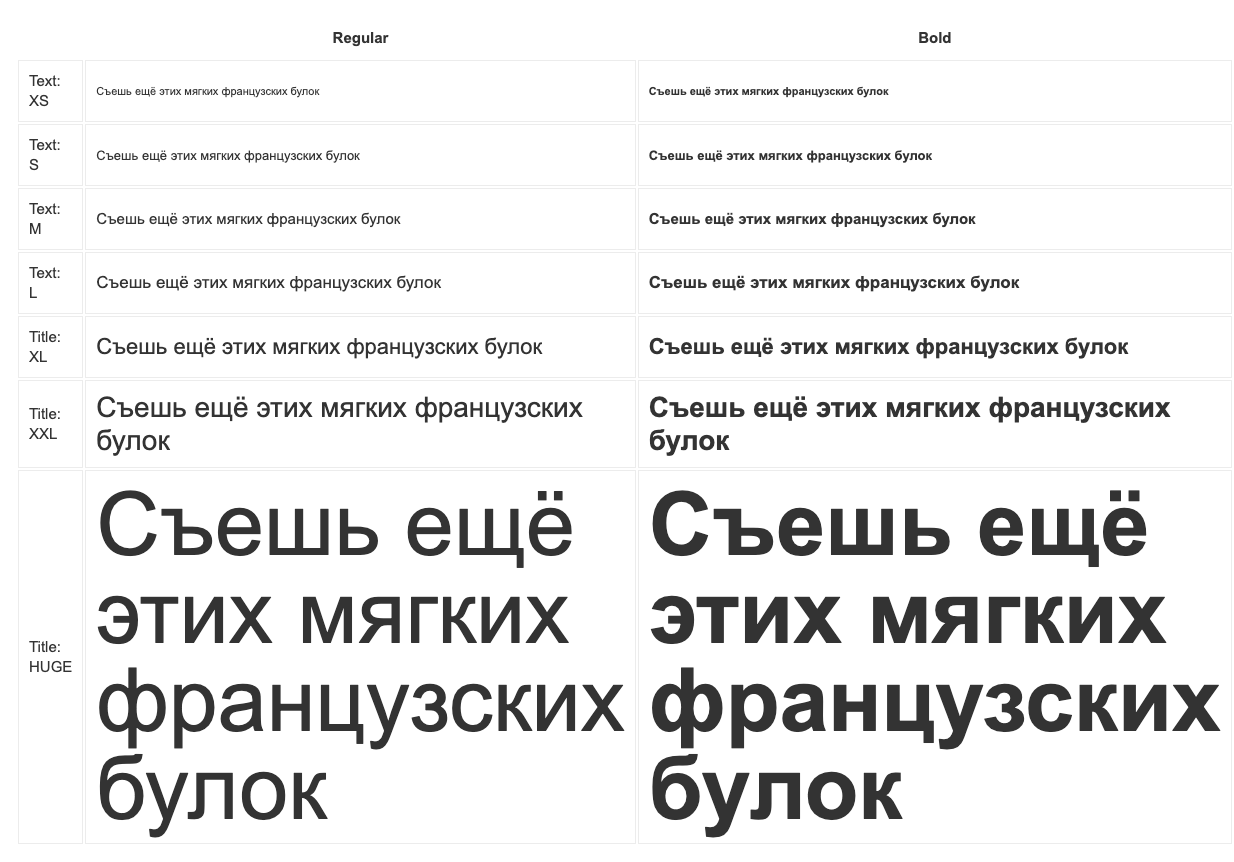 Regular Bold
Text:
XS
Съешь ещё этих мягких французских булок
Съешь ещё этих мягких французских булок
Text:
S
Съешь ещё этих мягких французских булок
Съешь ещё этих мягких французских булок
Text:
M
Съешь ещё этих мягких французских булок
Съешь ещё этих мягких французских булок
Text:
L
Съешь ещё этих мягких французских булок
Съешь ещё этих мягких французских булок
Title:
XL
Съешь ещё этих мягких французских булок
Съешь ещё этих мягких французских булок
Title:
XXL
Съешь ещё этих мягких французских
булок
Съешь ещё этих мягких французских
булок
Title:
HUGE
Съешь ещё
этих мягких
французских
булок
Съешь ещё
этих мягких
французских
булок